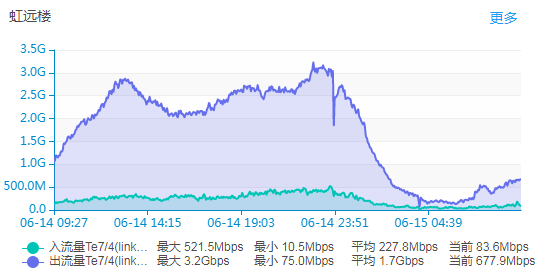 虹远楼 更多
3.5G
3.0G
2.5G
2.0G
1.5G
1.0G
500.0M
0.0
06-14 09:27 06-14 14:15 06-14 19:03 06-14 23:51 06-15 04:39
入流量Te7/4(link... 最大 521.5Mbps 最小 10.5Mbps 平均 227.8Mbps 当前 83.6Mbps
出流量Te7/4(link... 最大 3.2Gbps 最小 75.0Mbps 平均 1.7Gbps 当前 677.9Mbps